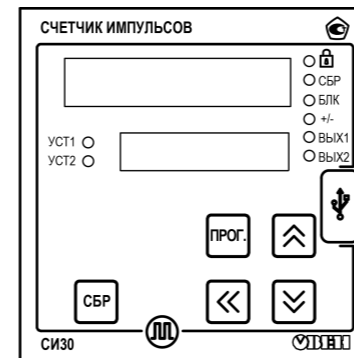 СЧЕТЧИК ИМПУЛЬСОВ
СБР
БЛК
+/-
УСТ1
ВЫХ1
УСТ2
ВЫХ2
ПРОГ.
СБР
СИ30
ОВЕН